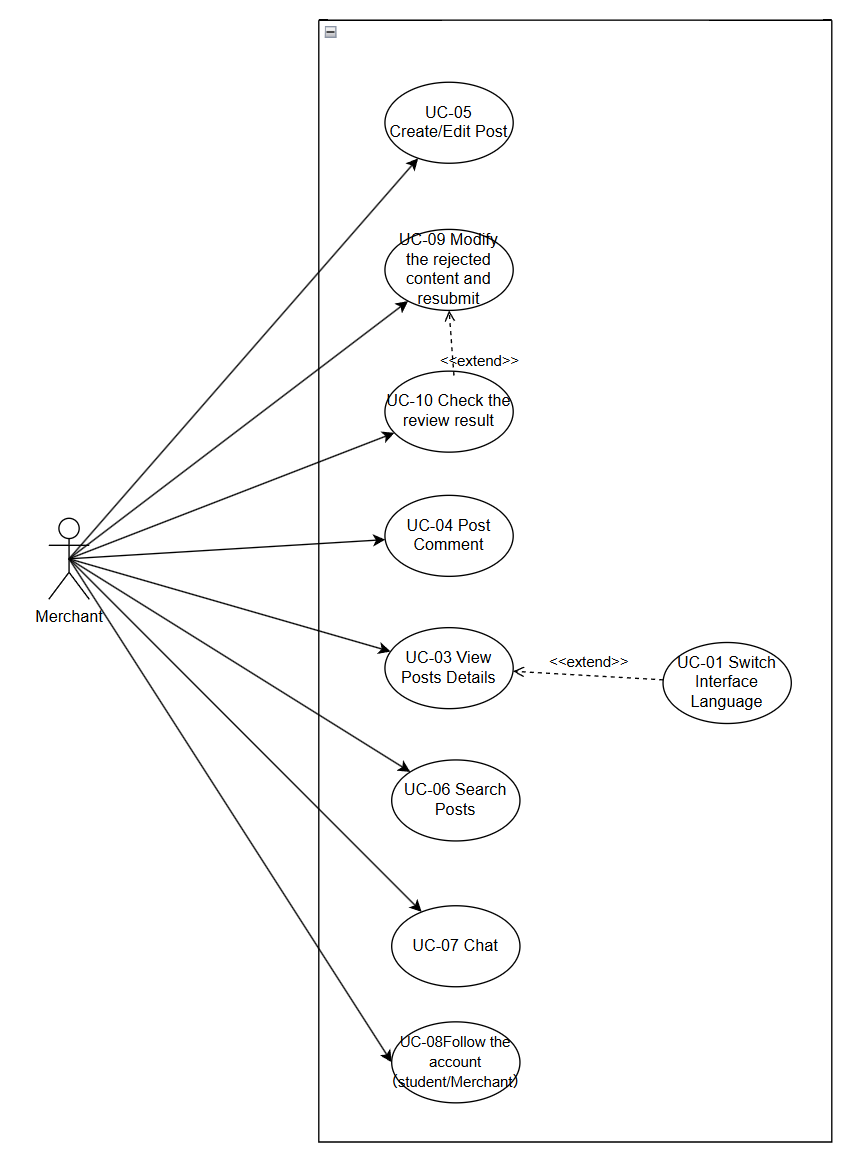 UC-05
Create/Edit Post
UC-09 Modify
the rejected
content and
resubmit
<<extend>>
UC-10 Check the
review result
UC-04 Post
Comment
Merchant
UC-03 View
Posts Details
<<extend>>
UC-01 Switch
Interface
Language
UC-06 Search
Posts
UC-07 Chat
UC-08Follow the
account
（student/Merchant）